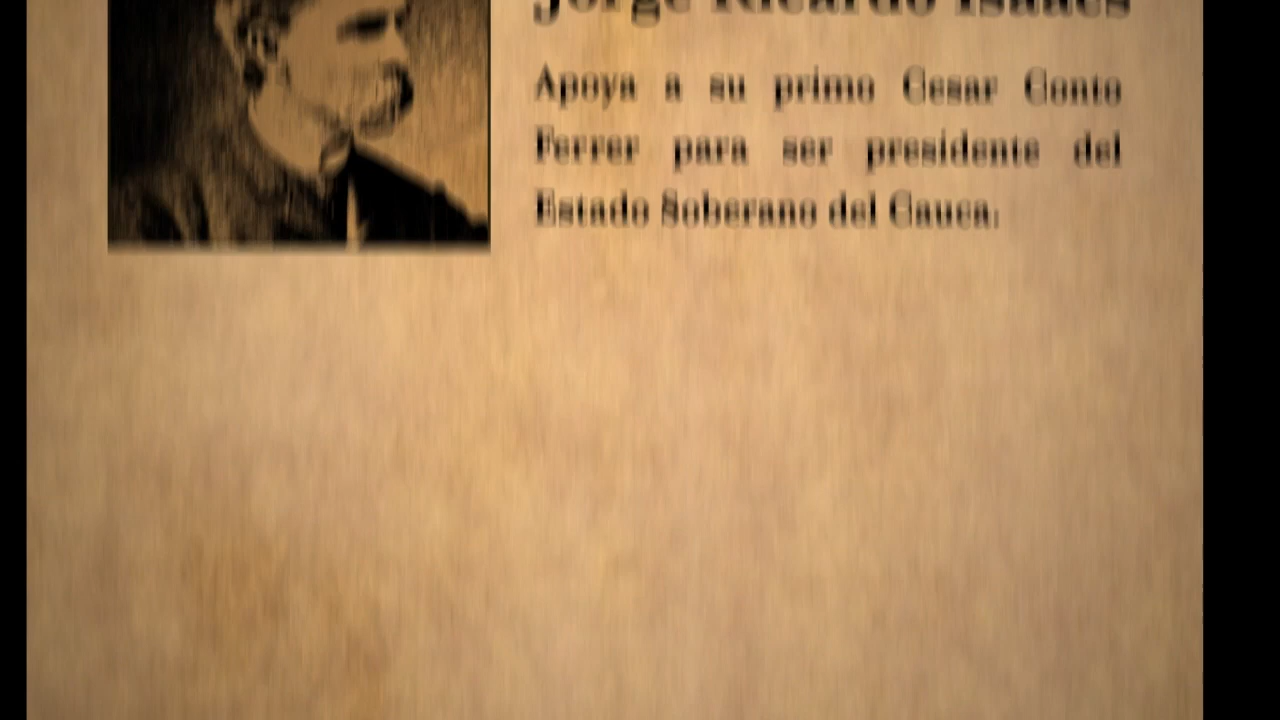 Jorge Ricardo Isaacs
Apoya a su primo Cesar Conto
Ferrer para ser presidente del
Estado Soberano del Cauca.